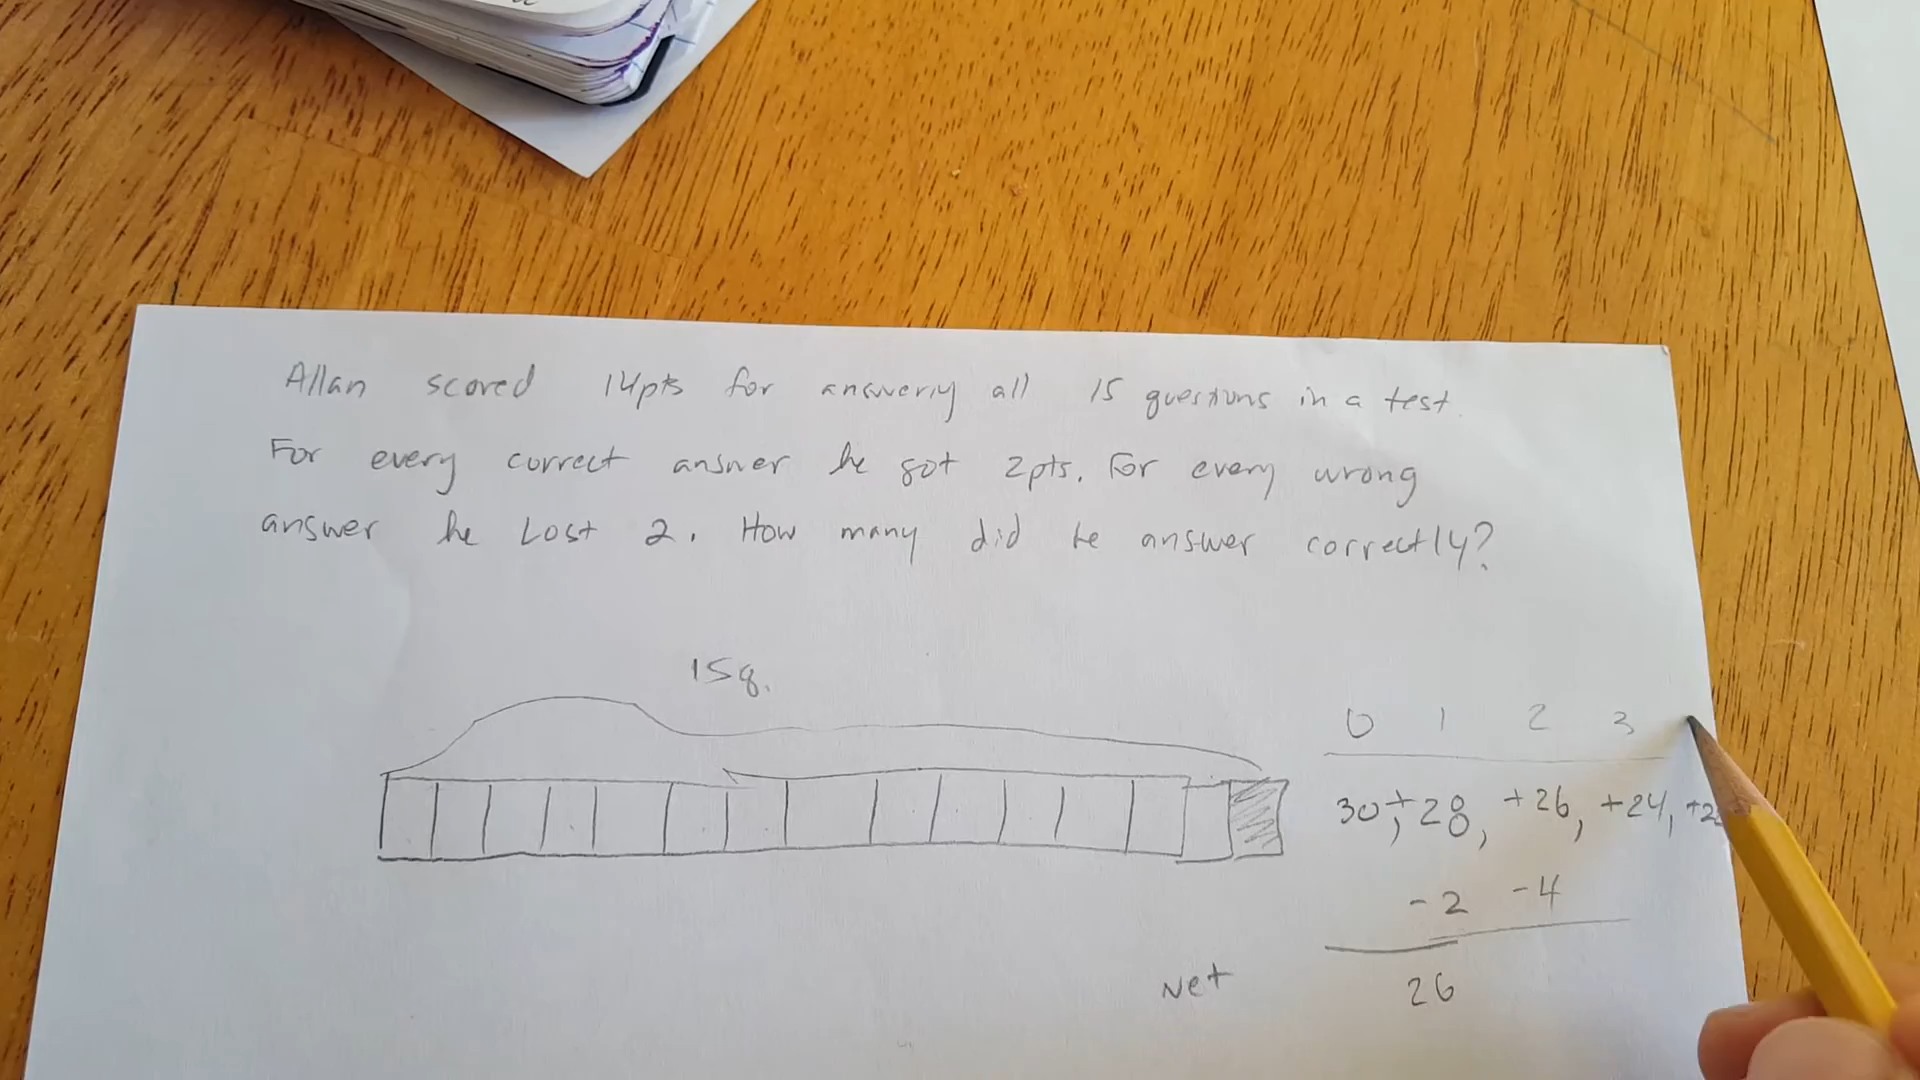 Allan scored 14pts for answering all 15 questions in a test.
For every correct answer he got 2pts. For every wrong
answer he Lost 2. How many did he answer correctly?
15q.
0 1 2 3
30, +28, +26, +24,
-2 -4
Net 26